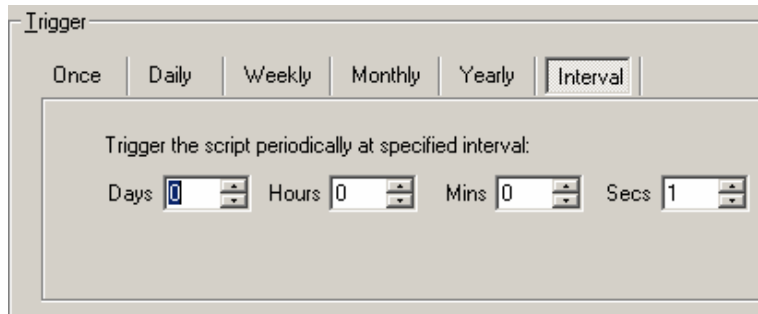 Trigger
Once Daily Weekly Monthly Yearly Interval
Trigger the script periodically at specified interval:
Days 0 Hours 0 Mins 0 Secs 1